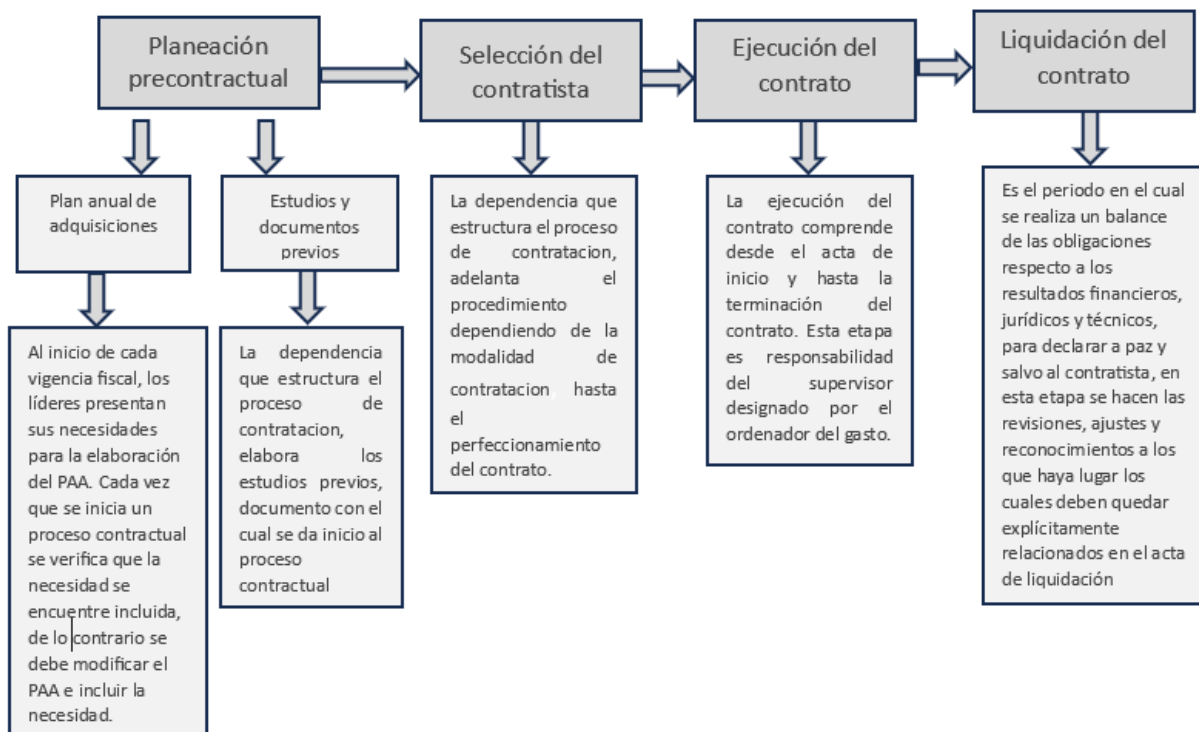 Planeación
precontractual
Selección del
contratista
Ejecución del
contrato
Liquidación del
contrato
Plan anual de
adquisiciones
Estudios y
documentos
previos
Al inicio de cada
vigencia fiscal, los
líderes presentan
sus necesidades
para la elaboración
del PAA. Cada vez
que se inicia un
proceso contractual
se verifica que la
necesidad se
encuentre incluida,
de lo contrario se
debe modificar el
PAA e incluir la
necesidad.
La dependencia
que estructura el
proceso de
contratacion,
elabora los
estudios previos,
documento con el
cual se da inicio al
proceso
contractual
La dependencia que
estructura el proceso
de contratacion,
adelanta el
procedimiento
dependiendo de la
modalidad de
contratacion, hasta
el
perfeccionamiento
del contrato.
La ejecución del
contrato comprende
desde el acta de
inicio y hasta la
terminación del
contrato. Esta etapa
es responsabilidad
del supervisor
designado por el
ordenador del gasto.
Es el periodo en el cual
se realiza un balance
de las obligaciones
respecto a los
resultados financieros,
jurídicos y técnicos,
para declarar a paz y
salvo al contratista, en
esta etapa se hacen las
revisiones, ajustes y
reconocimientos a los
que haya lugar los
cuales deben quedar
explícitamente
relacionados en el acta
de liquidación